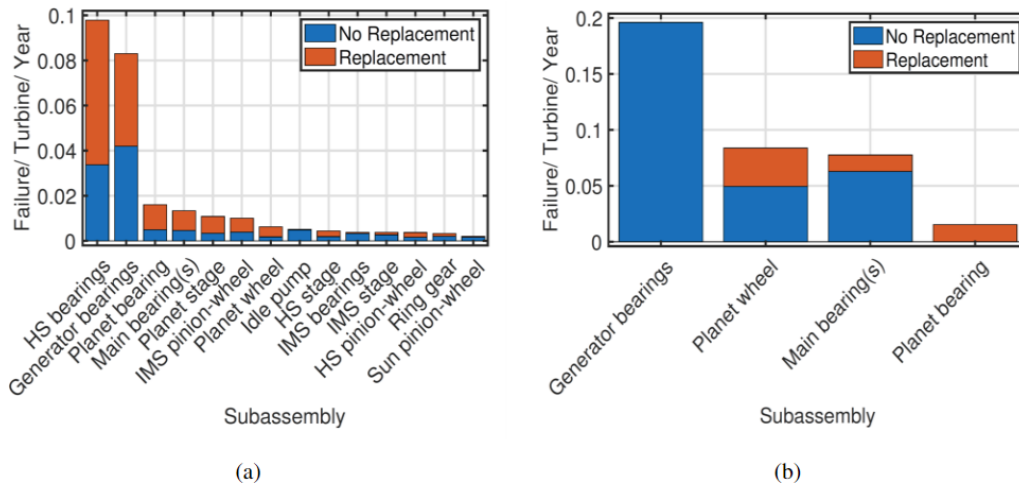 0.1
0.08
0.06
0.04
0.02
0
Failure/ Turbine/ Year
No Replacement
Replacement
HS bearings
Generator bearings
Planet bearing
Main bearing(s)
Planet stage
IMS pinion-wheel
Planet wheel
Idle pump
HS stage
IMS bearings
IMS stage
HS pinion-wheel
Ring gear
Sun pinion-wheel
Subassembly
(a)
0.2
0.15
0.1
0.05
0
Failure/ Turbine/ Year
No Replacement
Replacement
Generator bearings
Planet wheel
Main bearing(s)
Planet bearing
Subassembly
(b)